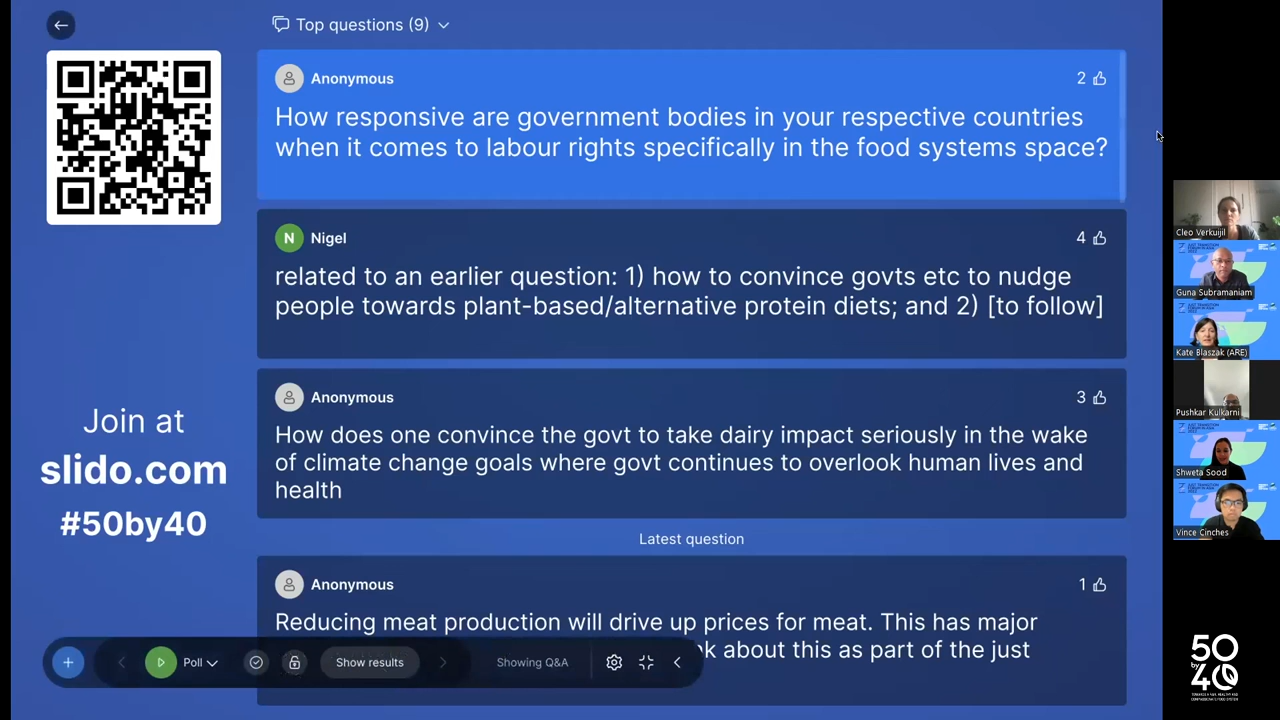 Top questions (9)
Anonymous
2
How responsive are government bodies in your respective countries
when it comes to labour rights specifically in the food systems space?
N
Nigel
4
related to an earlier question: 1) how to convince govts etc to nudge
people towards plant-based/alternative protein diets; and 2) [to follow]
Anonymous
3
How does one convince the govt to take dairy impact seriously in the wake
of climate change goals where govt continues to overlook human lives and
health
Latest question
Anonymous
1
Reducing meat production will drive up prices for meat. This has major
about this as part of the just
Join at
slido.com
#50by40
Poll
Show results
Showing Q&A
Cleo Verkuijl
Guna Subramaniam
Kate Blaszak (ARE)
Pushkar Kulkarni
Shweta Sood
Vince Cinches
50
by
40